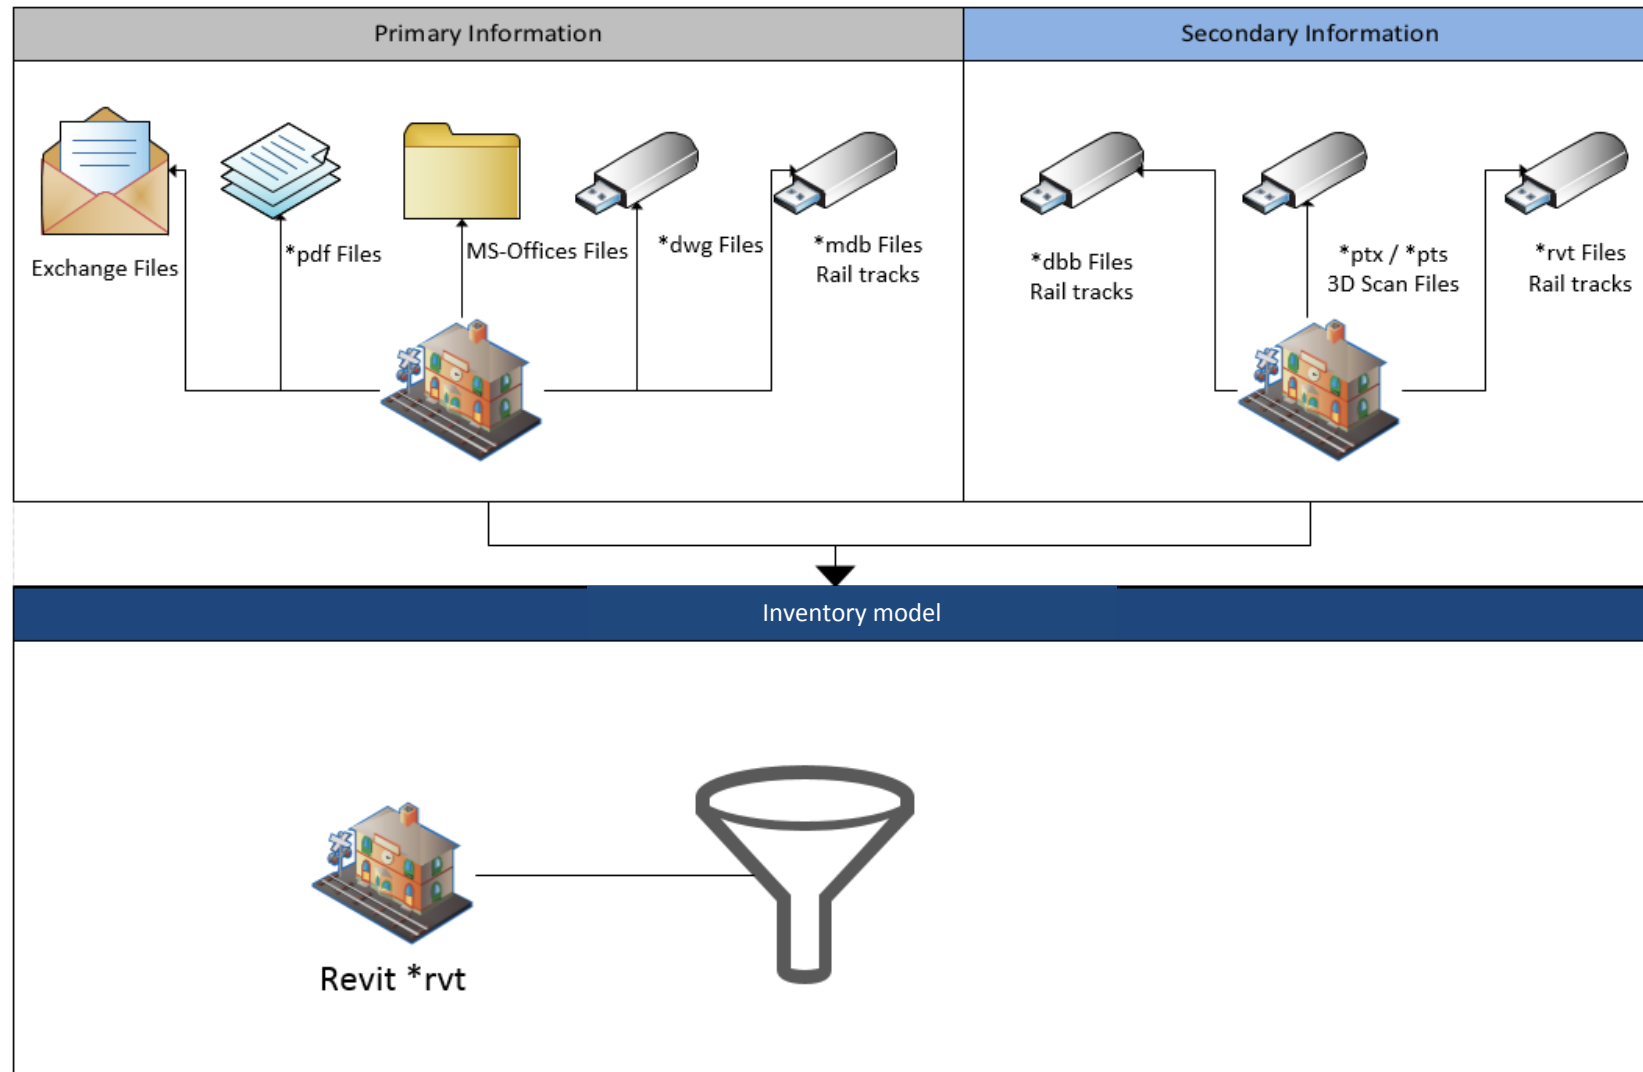 Primary Information
Secondary Information
Exchange Files
*pdf Files
MS-Offices Files
*dwg Files
*mdb Files
Rail tracks
*dbb Files
Rail tracks
*ptx / *pts
3D Scan Files
*rvt Files
Rail tracks
Inventory model
Revit *rvt